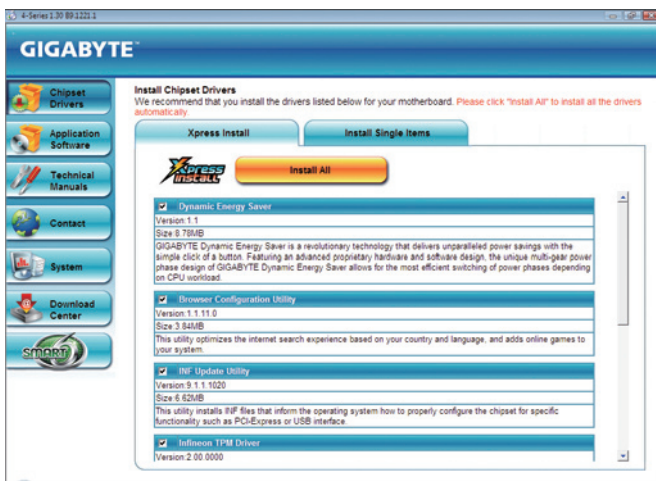 4-Series 1.30 B9.1221.1
GIGABYTE™
Chipset
Drivers
Application
Software
Technical
Manuals
Contact
System
Download
Center
SMART 6
Install Chipset Drivers
We recommend that you install the drivers listed below for your motherboard. Please click "Install All" to install all the drivers
automatically.
Xpress Install
Install Single Items
Xpress
INSTALL
Install All
Dynamic Energy Saver
Version:1.1
Size:8.78MB
GIGABYTE Dynamic Energy Saver is a revolutionary technology that delivers unparalleled power savings with the
simple click of a button. Featuring an advanced proprietary hardware and software design, the unique multi-gear power
phase design of GIGABYTE Dynamic Energy Saver allows for the most efficient switching of power phases depending
on CPU workload.
Browser Configuration Utility
Version:1.1.11.0
Size:3.84MB
This utility optimizes the internet search experience based on your country and language, and adds online games to
your system.
INF Update Utility
Version:9.1.1.1020
Size:6.62MB
This utility installs INF files that inform the operating system how to properly configure the chipset for specific
functionality such as PCI-Express or USB interface.
Infineon TPM Driver
Version:2.00.0000